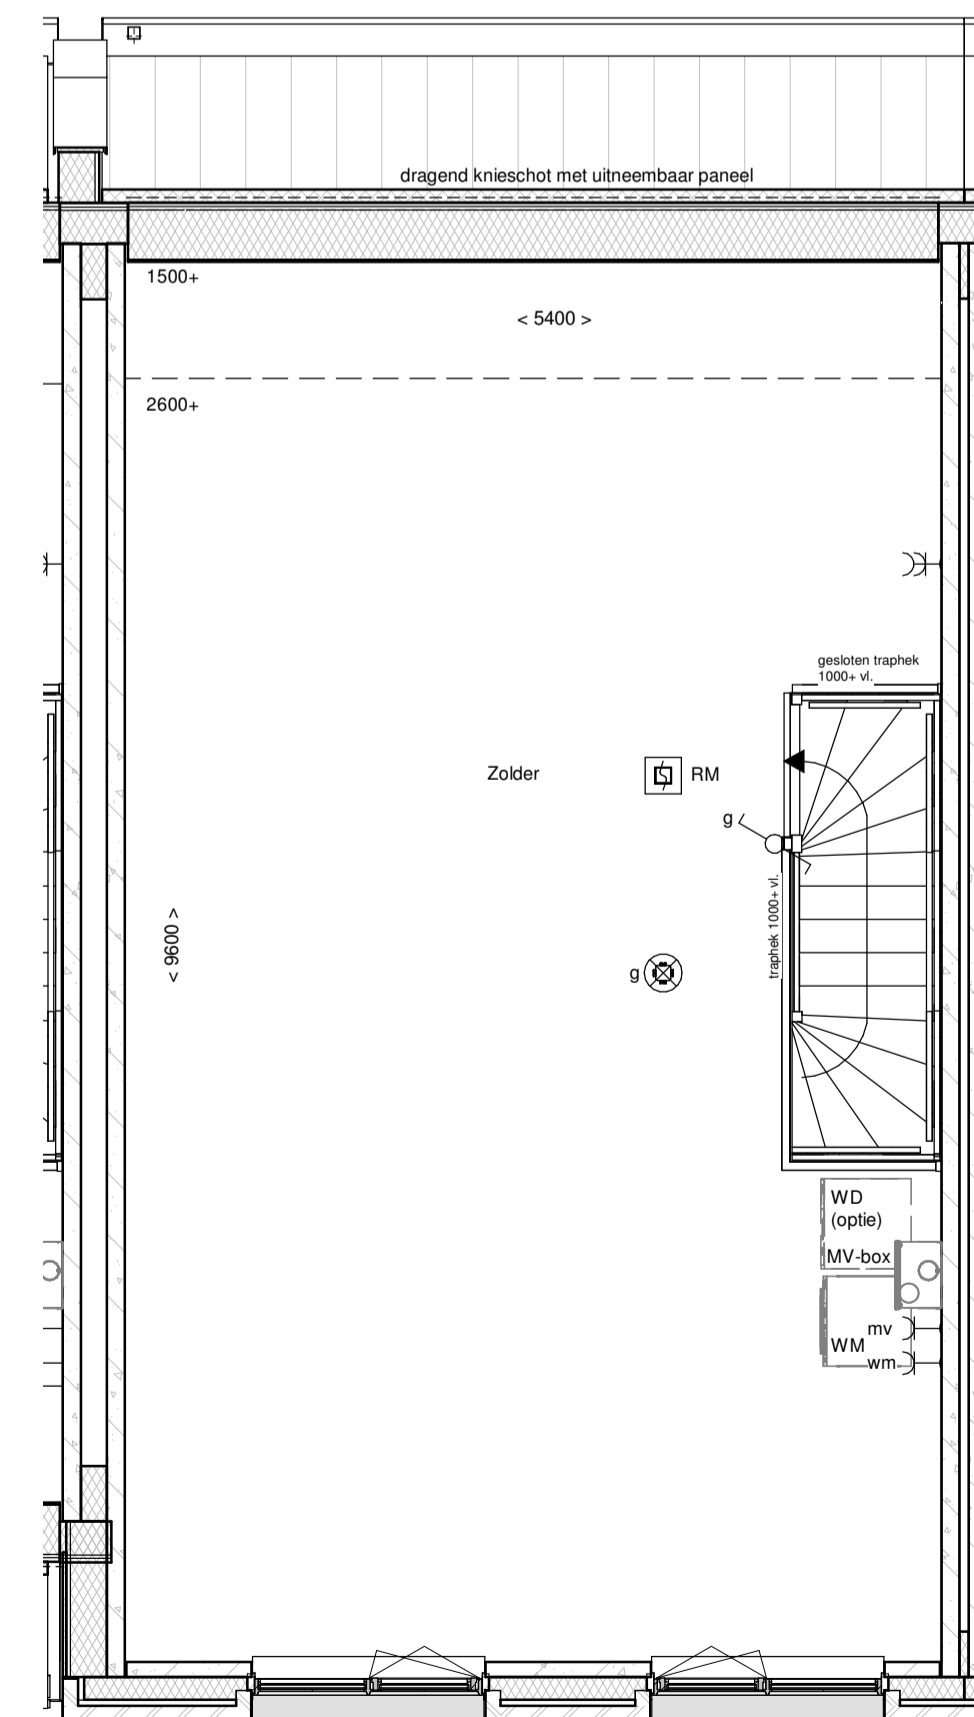 dragend knieschot met uitneembaar paneel
1500+
< 5400 >
2600+
gesloten traphek
1000+ vl.
Zolder
RM
g
traphek 1000+ vl.
< 9600 >
g
WD
(optie)
MV-box
mv
WM
wm